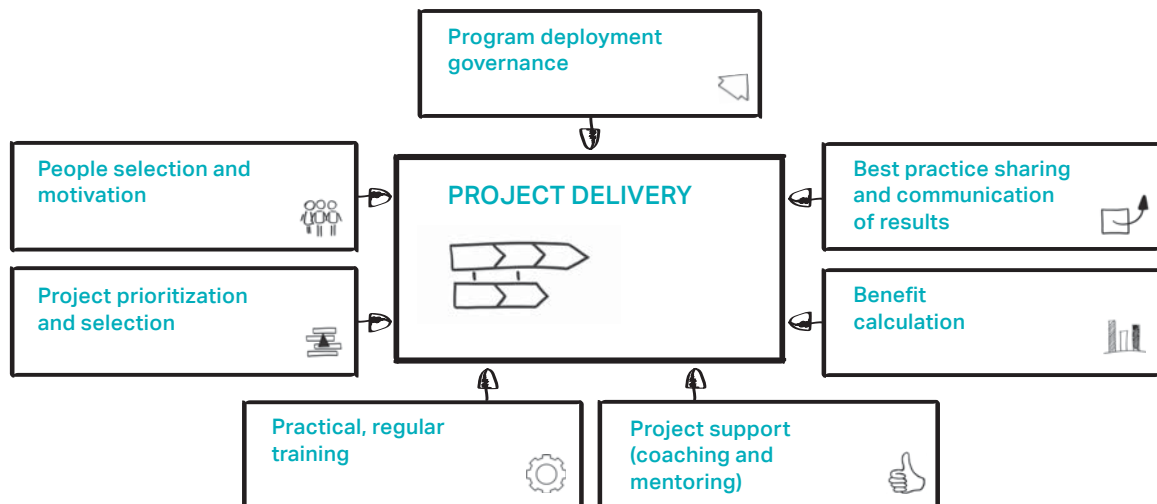 Program deployment
governance
People selection and
motivation
PROJECT DELIVERY
Best practice sharing
and communication
of results
Project prioritization
and selection
Benefit
calculation
Practical, regular
training
Project support
(coaching and
mentoring)